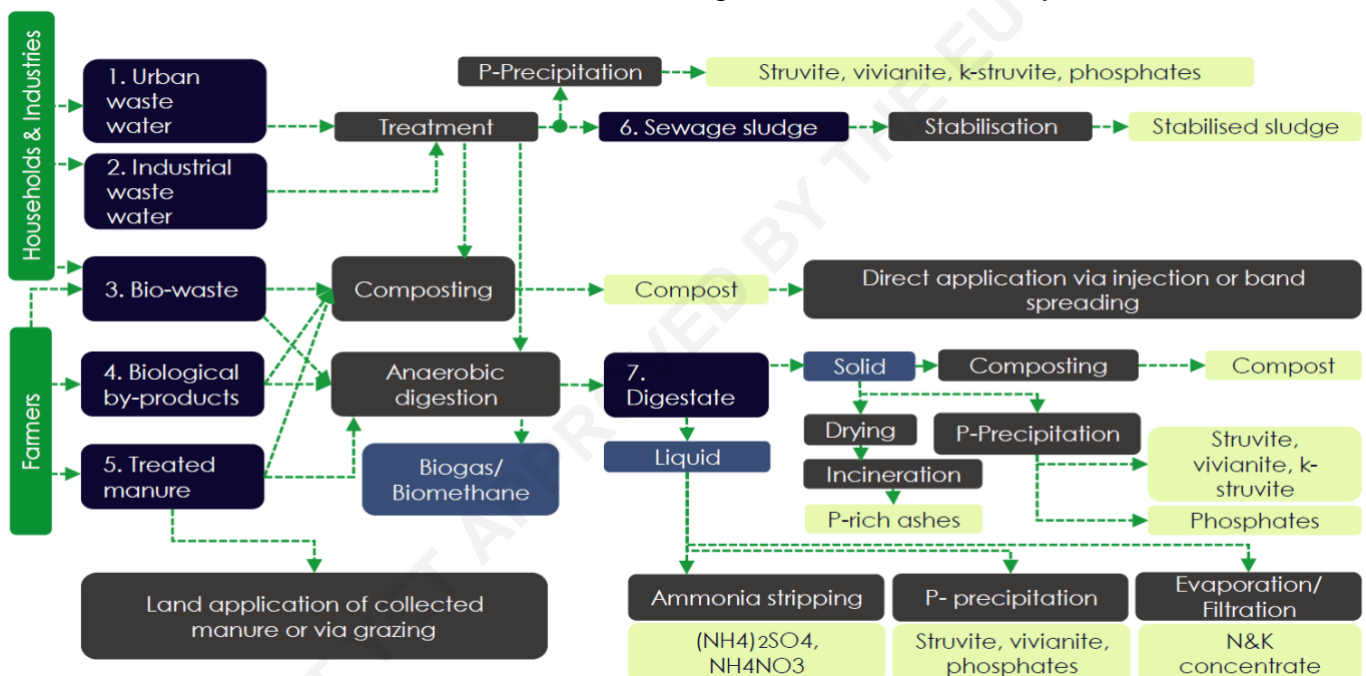 Households & Industries
Farmers
1. Urban
waste
water
2. Industrial
waste
water
3. Bio-waste
4. Biological
by-products
5. Treated
manure
Land application of collected
manure or via grazing
P-Precipitation
Struvite, vivianite, k-struvite, phosphates
Treatment
6. Sewage sludge
Stabilisation
Stabilised sludge
Composting
Compost
Direct application via injection or band
spreading
Anaerobic
digestion
Biogas/
Biomethane
7.
Digestate
Solid
Composting
Compost
Drying
Incineration
P-rich ashes
P-Precipitation
Struvite,
vivianite, k-
struvite
Phosphates
Liquid
Ammonia stripping
(NH4)2SO4,
NH4NO3
P- precipitation
Struvite, vivianite,
phosphates
Evaporation/
Filtration
N&K
concentrate
APPROVED BY THE EU